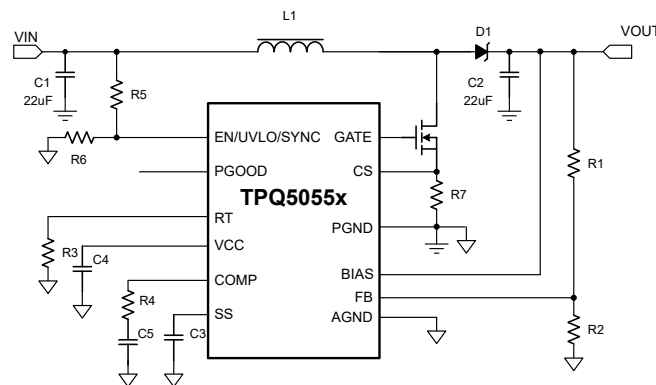 L1
VIN
D1
VOUT
C1
22uF
R5
C2
22uF
R6
EN/UVLO/SYNC
GATE
R1
PGOOD
CS
TPQ5055x
R7
RT
PGND
R3
C4
VCC
COMP
BIAS
R4
FB
C5
SS
C3
AGND
R2